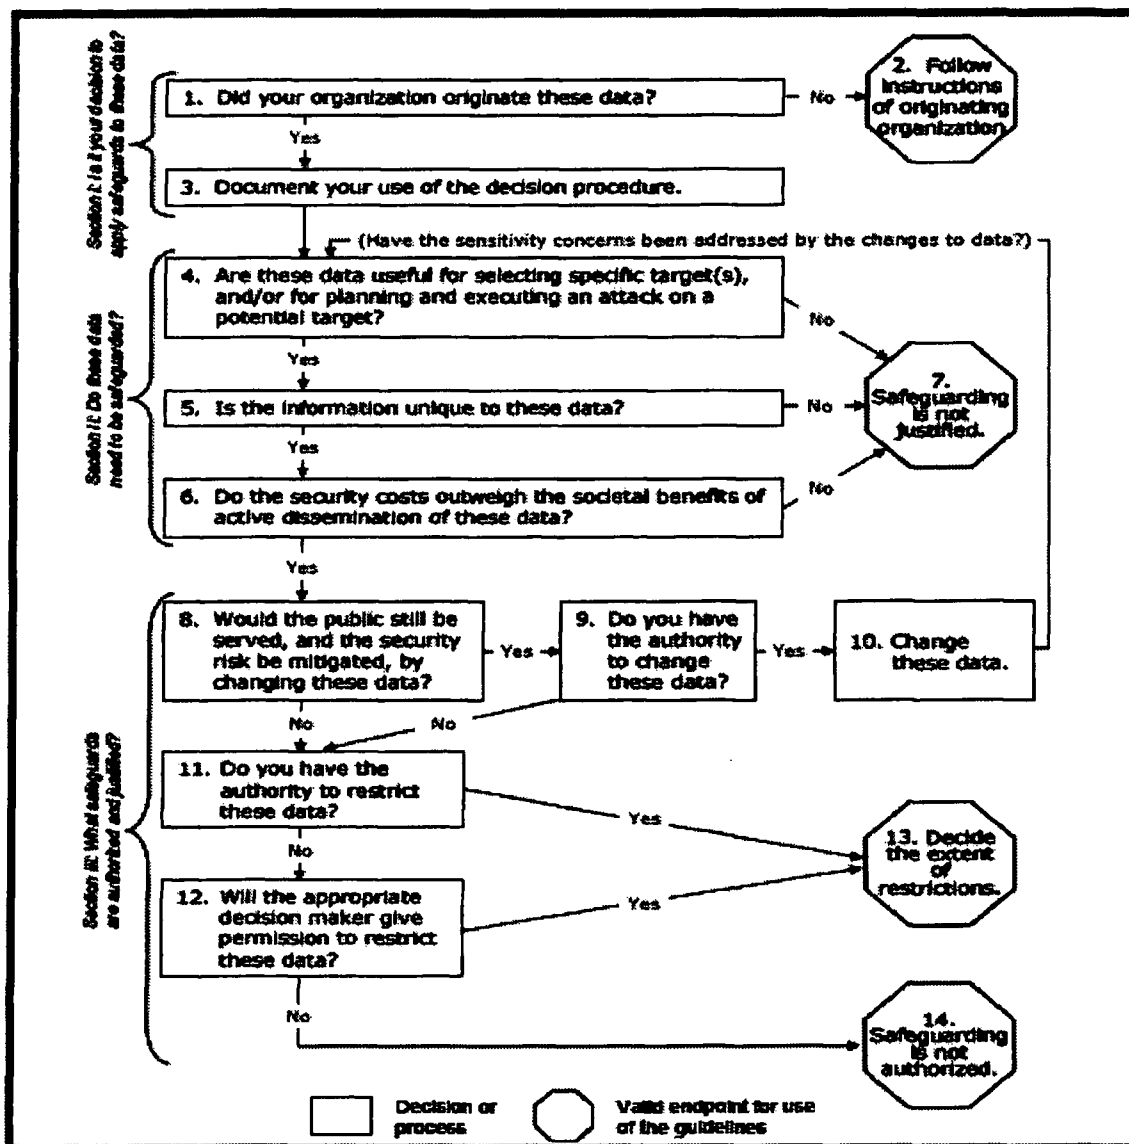 Section I: Is it your decision to
apply safeguards to these data?
1. Did your organization originate these data?
No
2. Follow
instructions
of originating
organization
Yes
3. Document your use of the decision procedure.
(Have the sensitivity concerns been addressed by the changes to data?)
Section II: Do these data
need to be safeguarded?
4. Are these data useful for selecting specific target(s),
and/or for planning and executing an attack on a
potential target?
No
Yes
7.
Safeguarding
is not
justified.
5. Is the information unique to these data?
No
Yes
6. Do the security costs outweigh the societal benefits of
active dissemination of these data?
No
Yes
Section III: What safeguards
are authorized and justified?
8. Would the public still be
served, and the security
risk be mitigated, by
changing these data?
Yes
9. Do you have
the authority
to change
these data?
Yes
10. Change
these data.
No
No
11. Do you have the
authority to restrict
these data?
Yes
13. Decide
the extent
of
restrictions.
No
12. Will the appropriate
decision maker give
permission to restrict
these data?
Yes
No
14.
Safeguarding
is not
authorized.
Decision or
process
Valid endpoint for use
of the guidelines